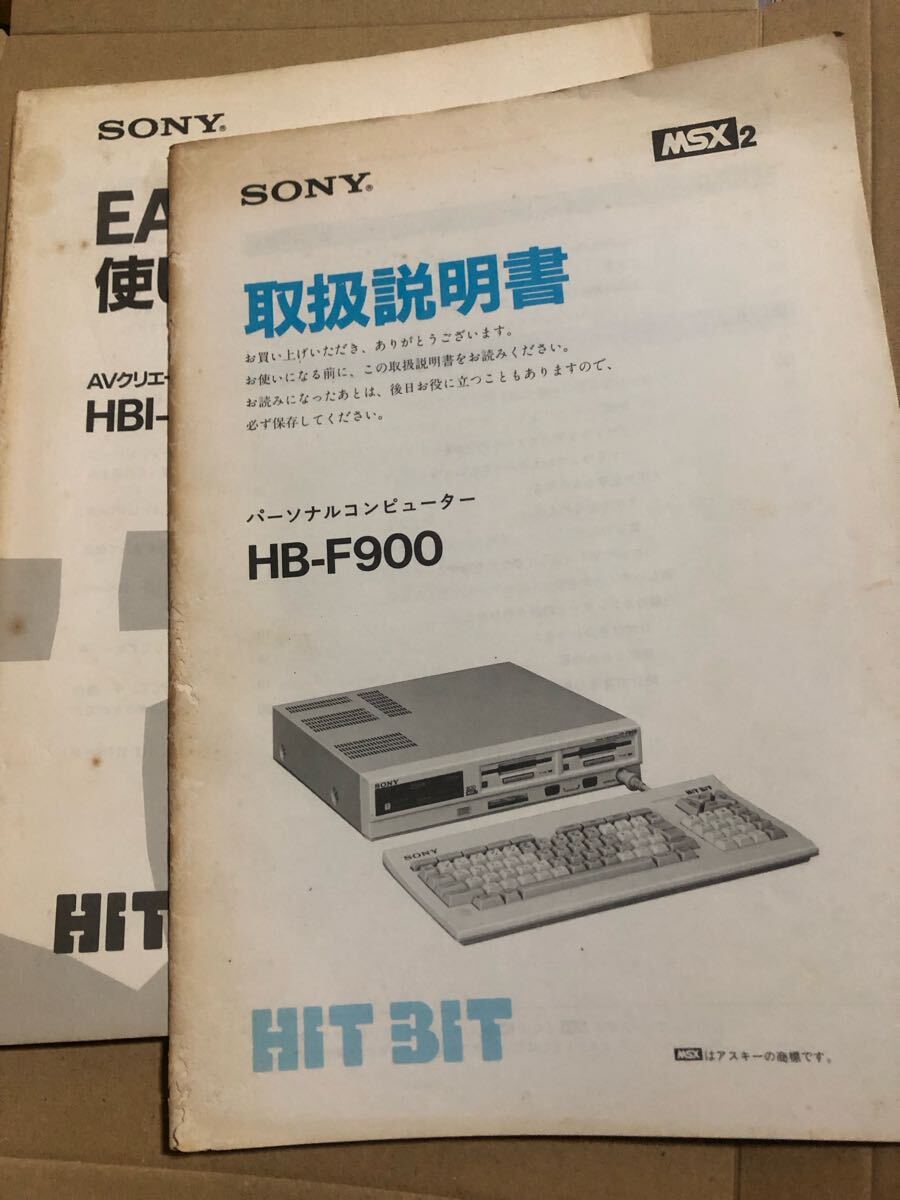 SONY®
EA
使い
AVクリエー
HBI-
HIT
SONY®
MSX2
取扱説明書
お買い上げいただき、ありがとうございます。
お使いになる前に、この取扱説明書をお読みください。
お読みになったあとは、後日お役に立つこともありますので、
必ず保存してください。
パーソナルコンピューター
HB-F900
SONY
HIT BIT
SONY
HIT BIT
MSXはアスキーの商標です。